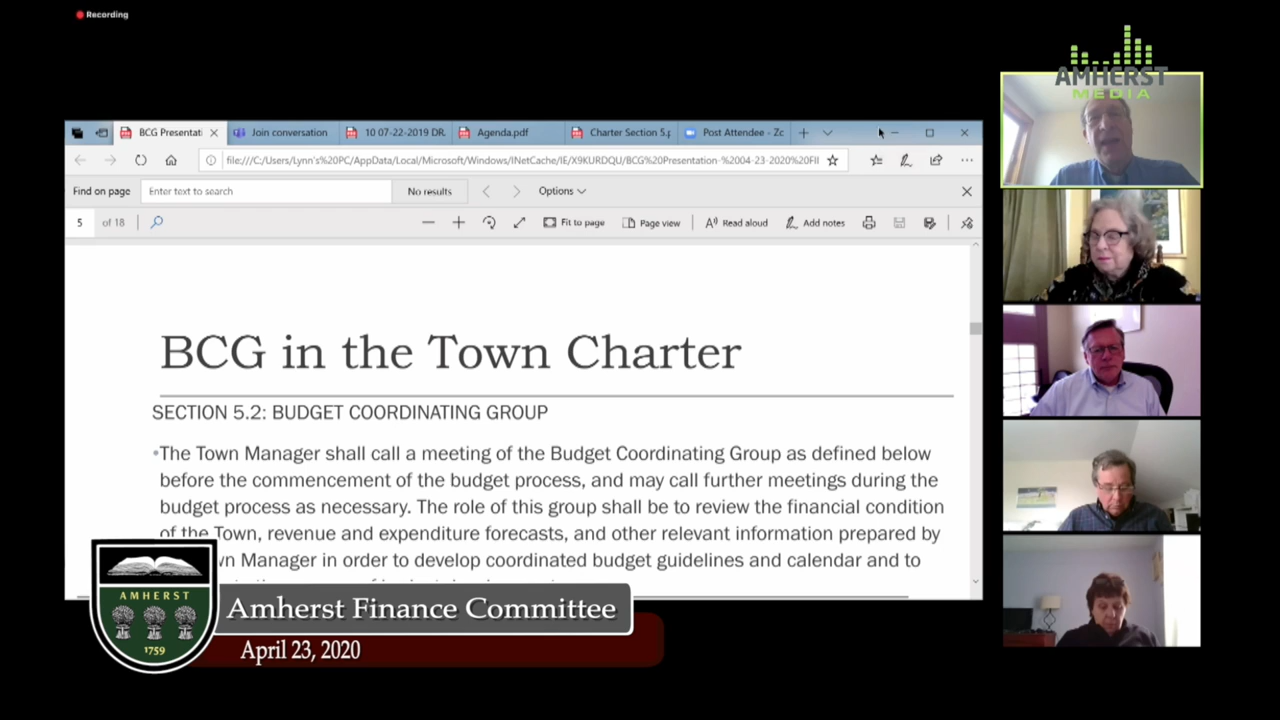 Recording
AMHERST
MEDIA
BCG Presentati
Join conversation
10 07-22-2019 DR.
Agenda.pdf
Charter Section 5.p
Post Attendee - Zc
file:///C:/Users/Lynn's%20PC/AppData/Local/Microsoft/Windows/INetCache/IE/X9KURDQU/BCG%20Presentation-%2004-23-2020%20FII
Find on page
Enter text to search
No results
Options
5
of 18
Fit to page
Page view
Read aloud
Add notes
BCG in the Town Charter
SECTION 5.2: BUDGET COORDINATING GROUP
•The Town Manager shall call a meeting of the Budget Coordinating Group as defined below
before the commencement of the budget process, and may call further meetings during the
budget process as necessary. The role of this group shall be to review the financial condition
of the Town, revenue and expenditure forecasts, and other relevant information prepared by
wn Manager in order to develop coordinated budget guidelines and calendar and to
AMHERST
1759
Amherst Finance Committee
April 23, 2020